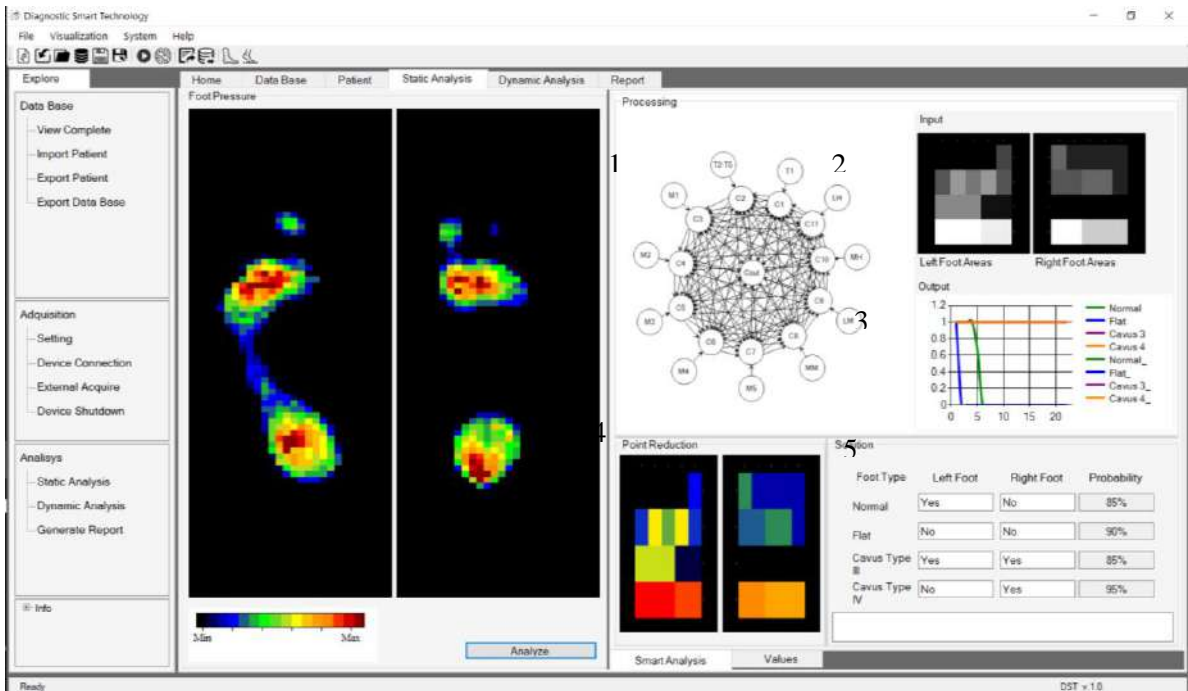 Diagnostic Smart Technology
File Visualization System Help
Explore
Home Data Base Patient Static Analysis Dynamic Analysis Report
Data Base
View Complete
Import Patient
Export Patient
Export Data Base
Adquisition
Setting
Device Connection
External Acquire
Device Shutdown
Analisys
Static Analysis
Dynamic Analysis
Generate Report
Info
Foot Pressure
Min Max
Analyze
Processing
1
2
3
T2-T5 T1
M1 LH
M2 MH
M3 LM
M4 MM
M5
C2 C1
C3 C11
C4 Cout C10
C5 C9
C6 C8
C7
Input
Left Foot Areas Right Foot Areas
Output
1.2
1
0.8
0.6
0.4
0.2
0
0 5 10 15 20
Normal
Flat
Cavus 3
Cavus 4
Normal_
Flat_
Cavus 3_
Cavus 4_
4
Point Reduction
5
Solution
Foot Type Left Foot Right Foot Probability
Normal Yes No 85%
Flat No No 90%
Cavus Type III Yes Yes 85%
Cavus Type IV No Yes 95%
Smart Analysis Values
Ready DST v.1.0